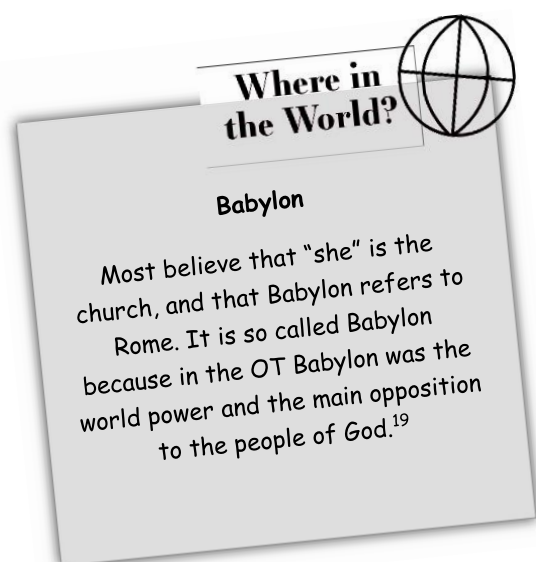 Where in
the World?
Babylon
Most believe that “she” is the
church, and that Babylon refers to
Rome. It is so called Babylon
because in the OT Babylon was the
world power and the main opposition
to the people of God.19